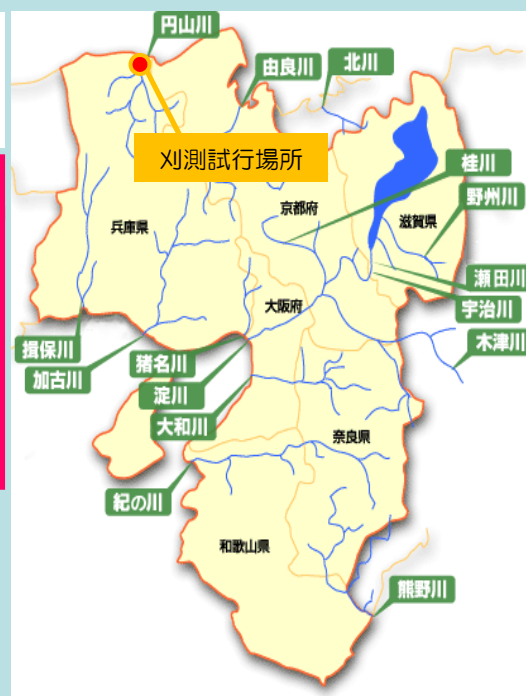 円山川
由良川
北川
刈測試行場所
桂川
京都府
滋賀県
野州川
兵庫県
瀬田川
大阪府
宇治川
木津川
揖保川
猪名川
加古川
淀川
大和川
奈良県
紀の川
和歌山県
熊野川